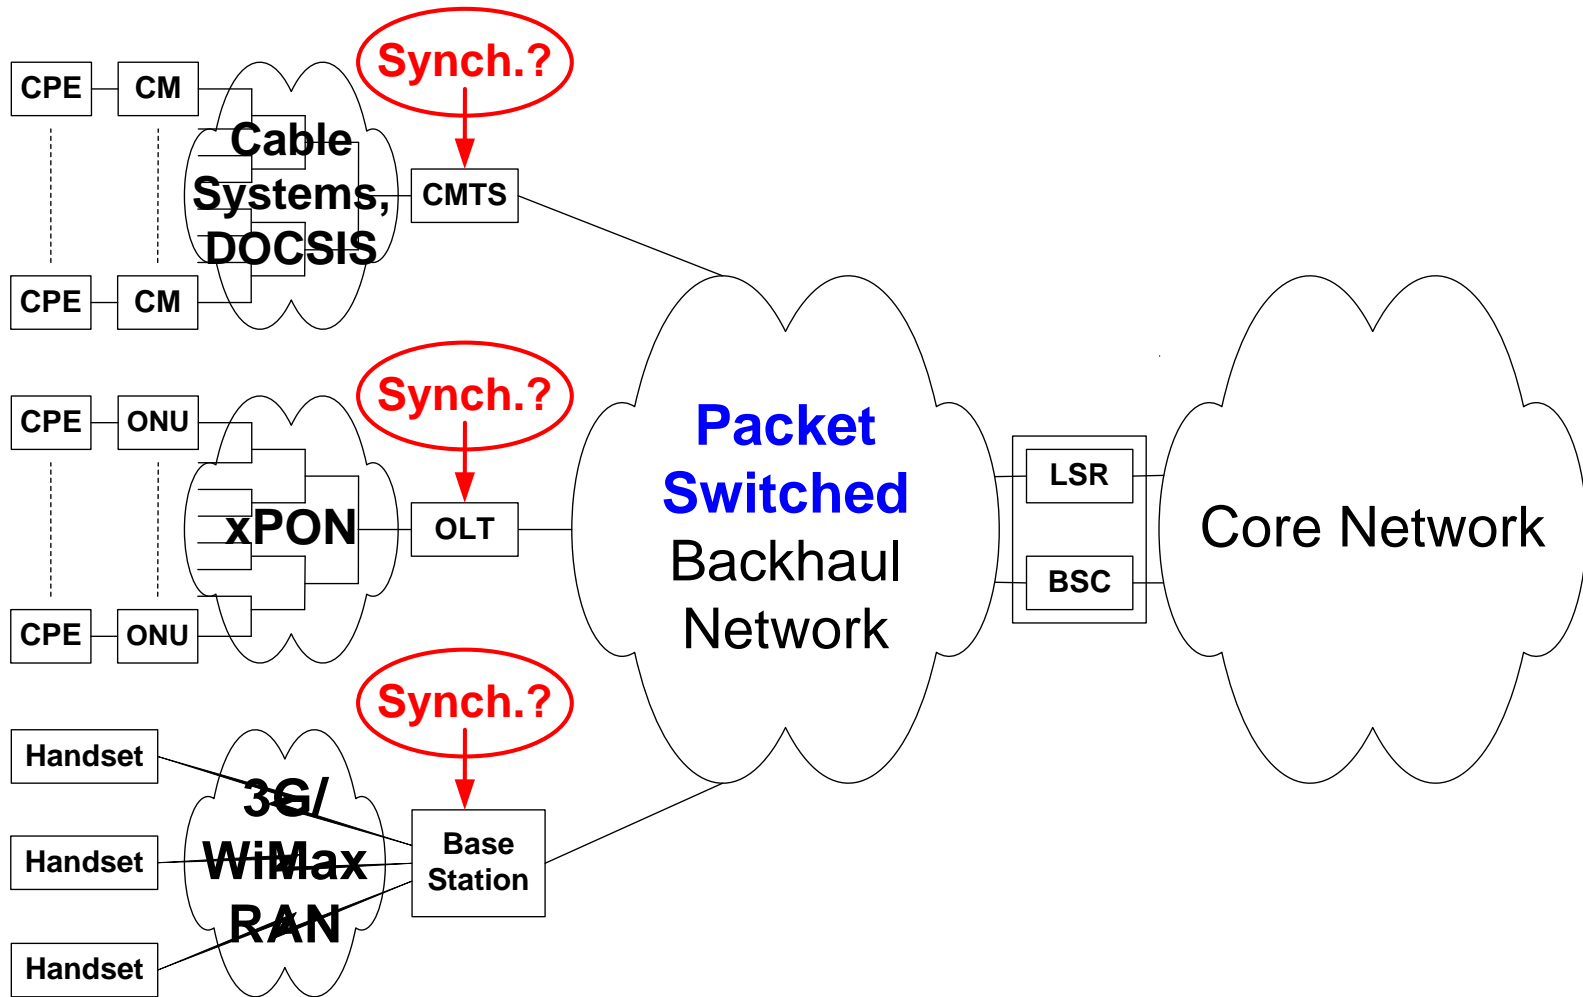 Synch.?
CPE
CM
Cable
Systems,
DOCSIS
CMTS
CPE
CM
Synch.?
CPE
ONU
xPON
OLT
CPE
ONU
Synch.?
Handset
3G/
WiMax
RAN
Handset
Base
Station
Handset
Packet
Switched
Backhaul
Network
LSR
BSC
Core Network